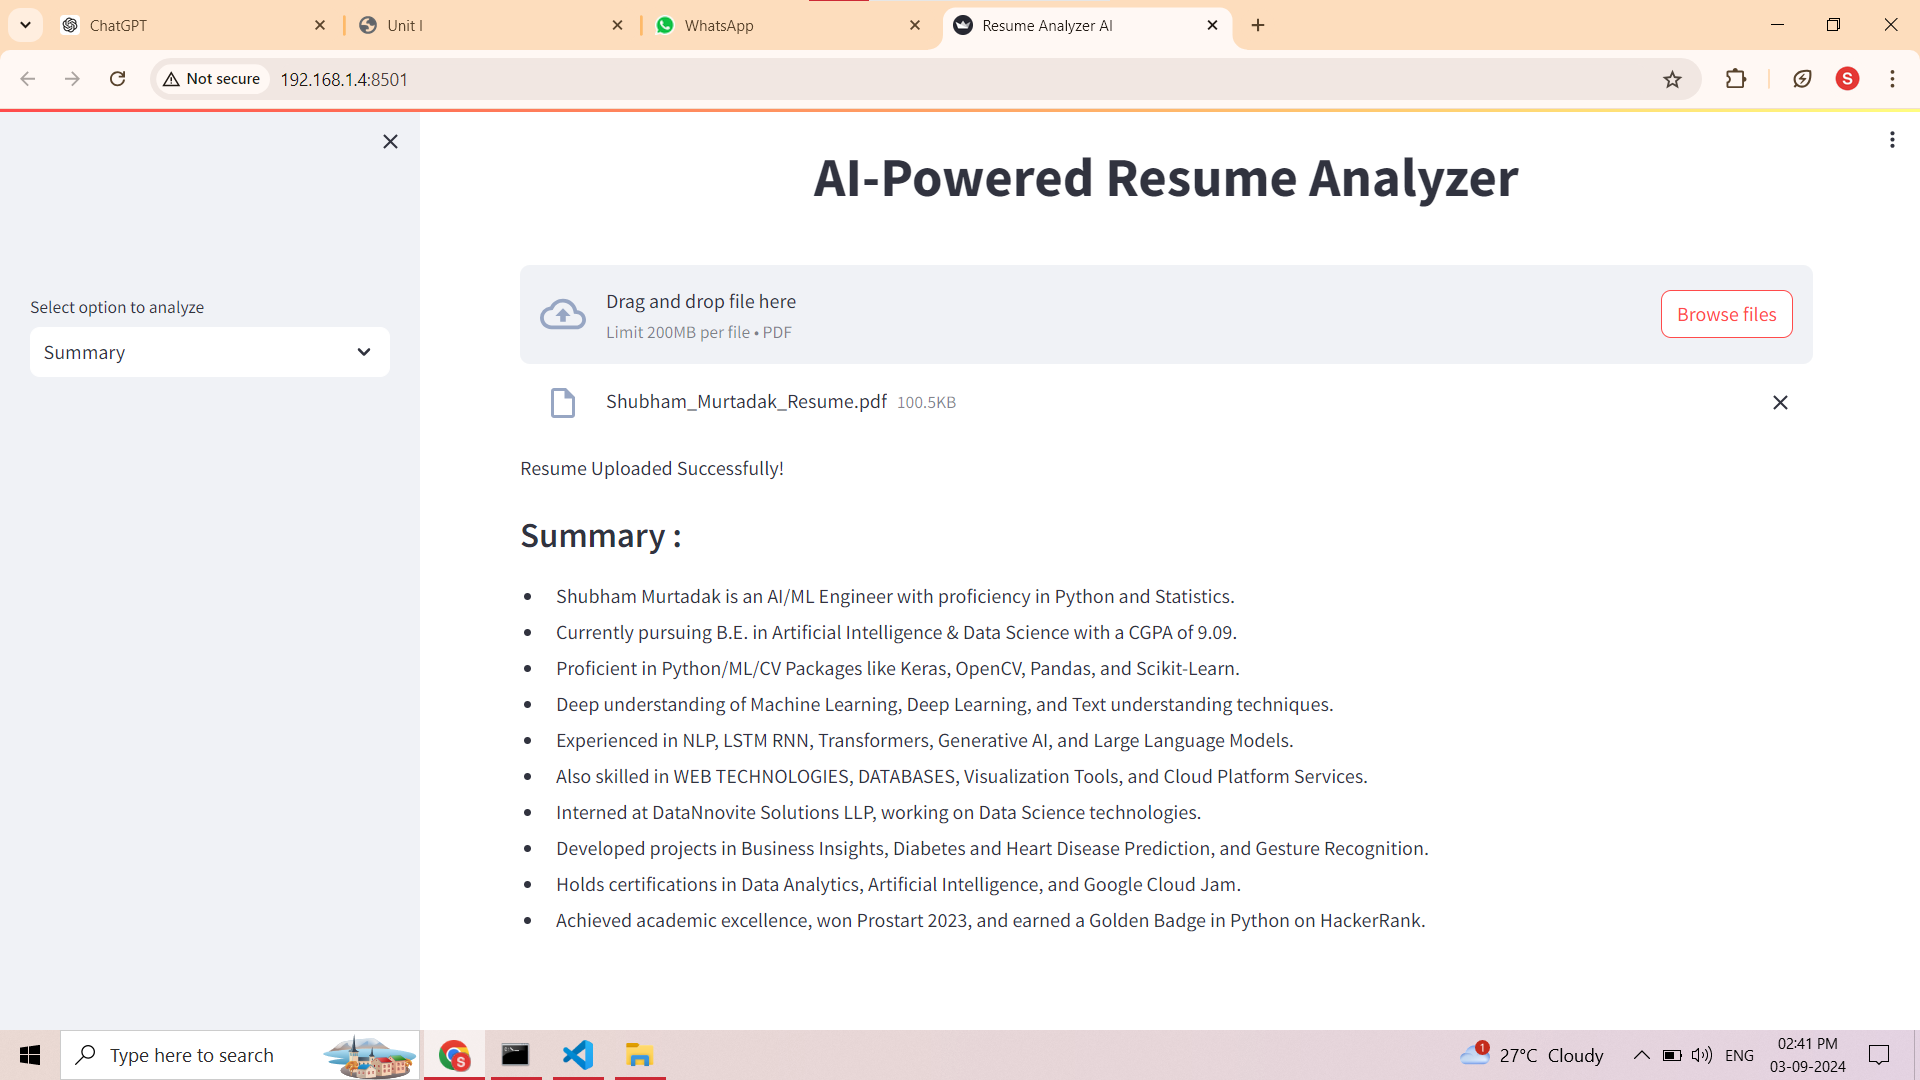 ChatGPT
Unit I
WhatsApp
Resume Analyzer AI
Not secure
192.168.1.4:8501
S
AI-Powered Resume Analyzer
Select option to analyze
Summary
Drag and drop file here
Limit 200MB per file • PDF
Browse files
Shubham_Murtadak_Resume.pdf 100.5KB
Resume Uploaded Successfully!
Summary :
• Shubham Murtadak is an AI/ML Engineer with proficiency in Python and Statistics.
• Currently pursuing B.E. in Artificial Intelligence & Data Science with a CGPA of 9.09.
• Proficient in Python/ML/CV Packages like Keras, OpenCV, Pandas, and Scikit-Learn.
• Deep understanding of Machine Learning, Deep Learning, and Text understanding techniques.
• Experienced in NLP, LSTM RNN, Transformers, Generative AI, and Large Language Models.
• Also skilled in WEB TECHNOLOGIES, DATABASES, Visualization Tools, and Cloud Platform Services.
• Interned at DataNnovite Solutions LLP, working on Data Science technologies.
• Developed projects in Business Insights, Diabetes and Heart Disease Prediction, and Gesture Recognition.
• Holds certifications in Data Analytics, Artificial Intelligence, and Google Cloud Jam.
• Achieved academic excellence, won Prostart 2023, and earned a Golden Badge in Python on HackerRank.
Type here to search
S
1
27°C Cloudy
ENG
02:41 PM
03-09-2024